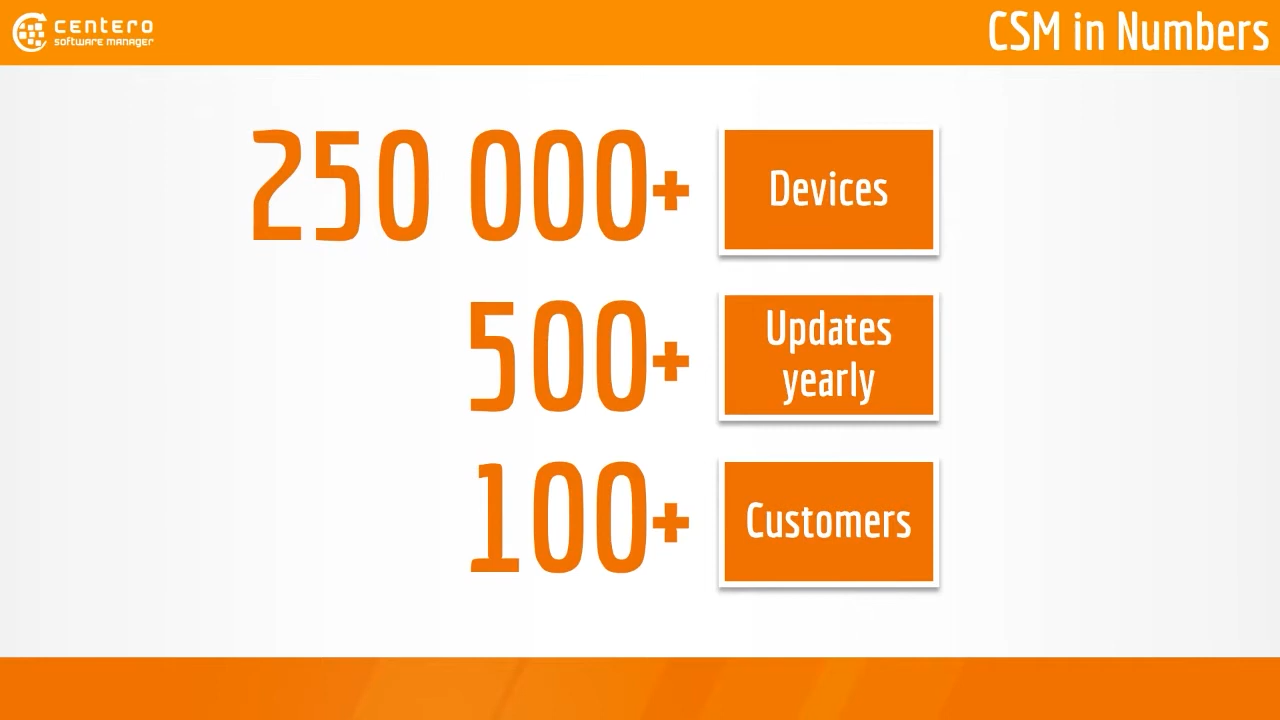 centero
software manager
CSM in Numbers
250 000+
Devices
500+
Updates
yearly
100+
Customers